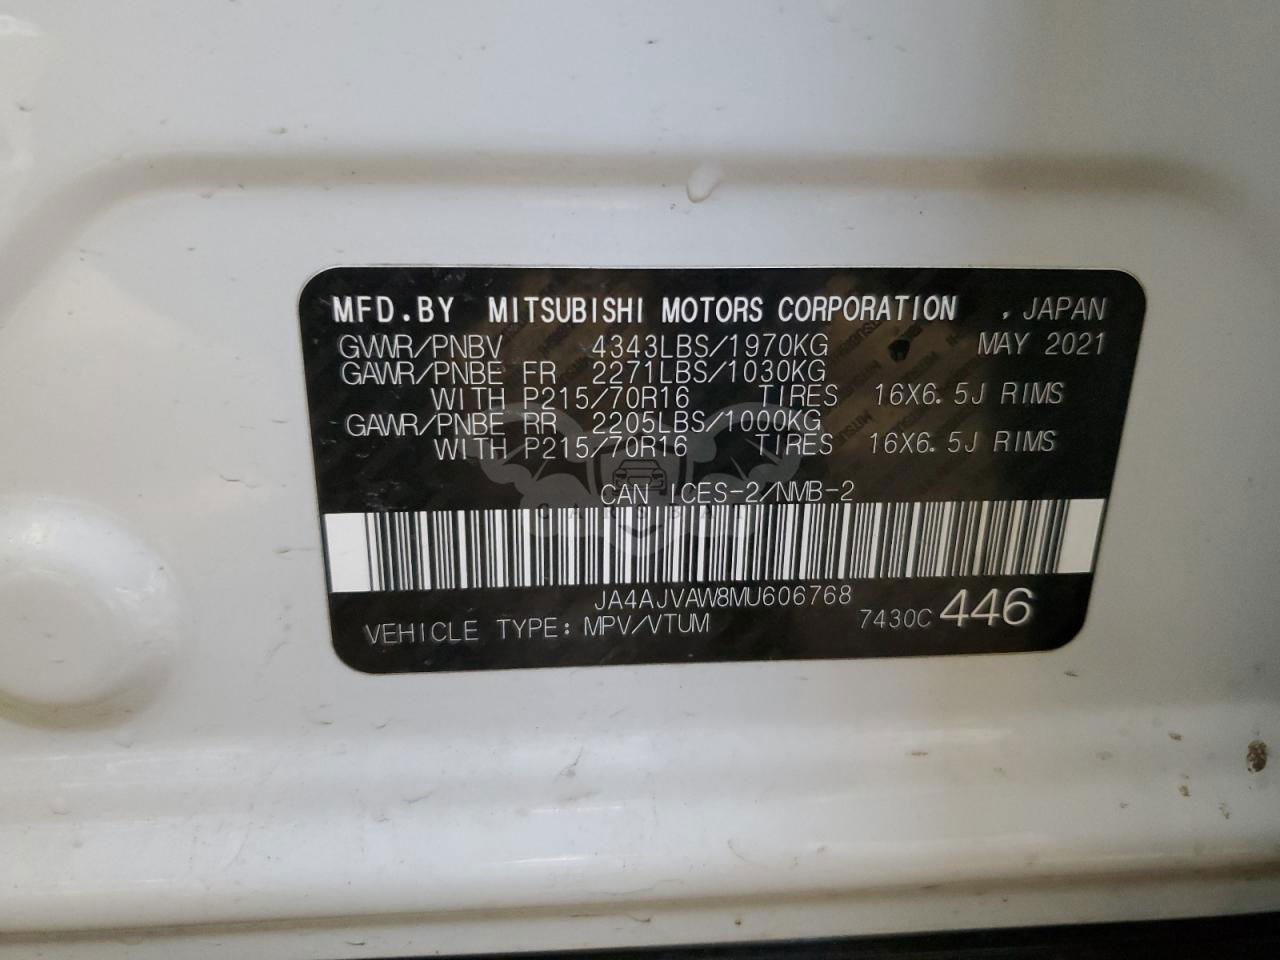 MFD.BY MITSUBISHI MOTORS CORPORATION , JAPAN
GVWR/PNBV 4343LBS/1970KG MAY 2021
GAWR/PNBE FR 2271LBS/1030KG
WITH P215/70R16 TIRES 16X6.5J RIMS
GAWR/PNBE RR 2205LBS/1000KG
WITH P215/70R16 TIRES 16X6.5J RIMS
CAN ICES-2/NMB-2
JA4AJVAW8MU606768
VEHICLE TYPE: MPV/VTUM 7430C 446